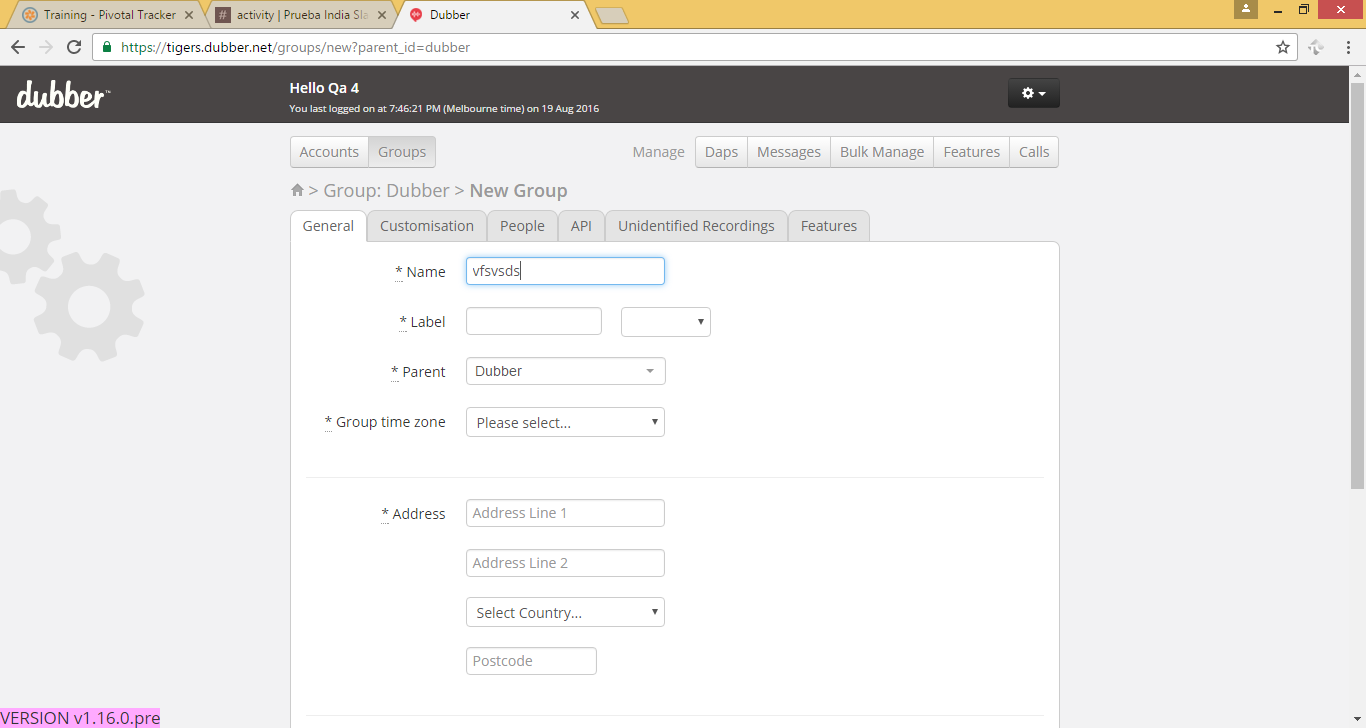 Training - Pivotal Tracker
activity | Prueba India Sla
Dubber
https://tigers.dubber.net/groups/new?parent_id=dubber
dubber™
Hello Qa 4
You last logged on at 7:46:21 PM (Melbourne time) on 19 Aug 2016
Accounts Groups Manage Daps Messages Bulk Manage Features Calls
> Group: Dubber > New Group
General Customisation People API Unidentified Recordings Features
* Name vfsvsds
* Label
* Parent Dubber
* Group time zone Please select...
* Address Address Line 1
Address Line 2
Select Country...
Postcode
VERSION v1.16.0.pre